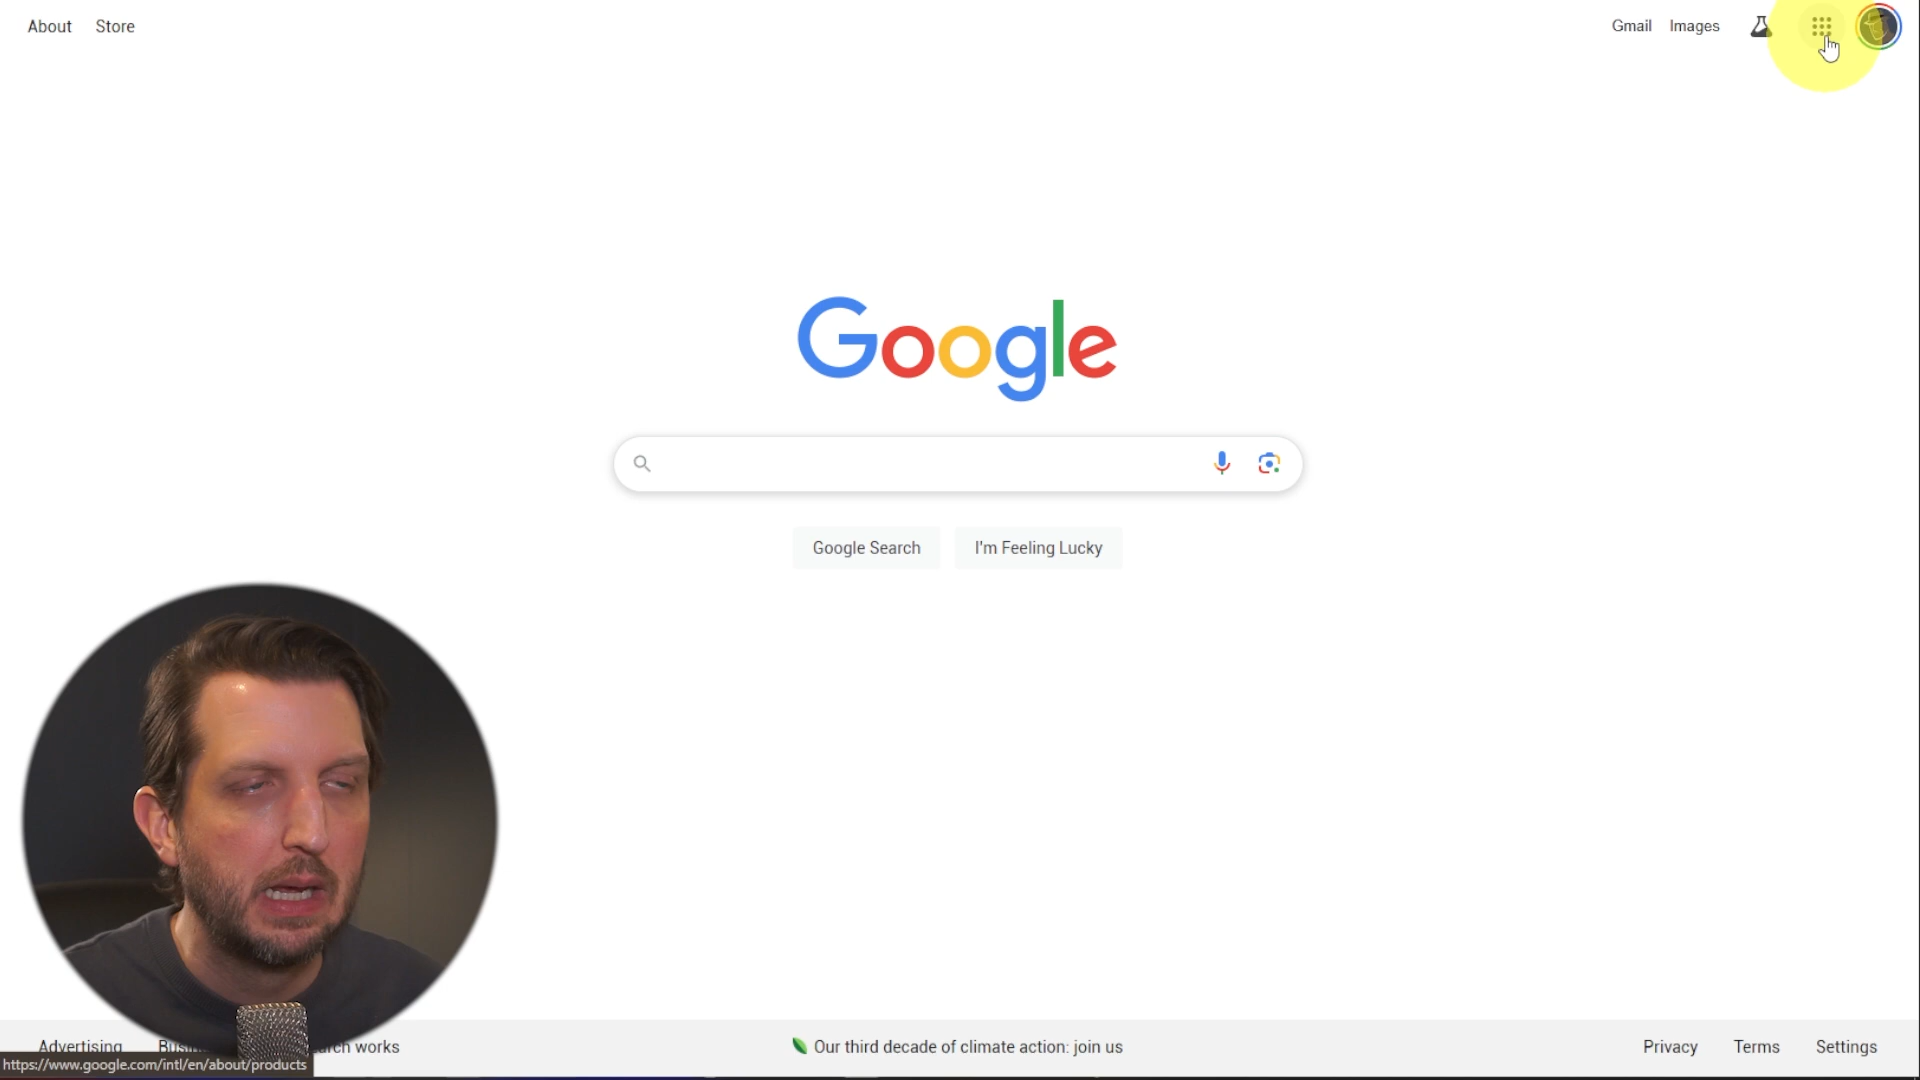 About Store
Gmail Images
Google
Google Search I'm Feeling Lucky
Advertising arch works
Our third decade of climate action: join us
Privacy Terms Settings
https://www.google.com/intl/en/about/products